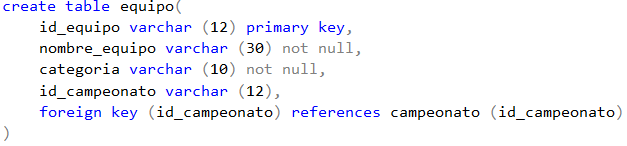 create table equipo(
    id_equipo varchar (12) primary key,
    nombre_equipo varchar (30) not null,
    categoria varchar (10) not null,
    id_campeonato varchar (12),
    foreign key (id_campeonato) references campeonato (id_campeonato)
)